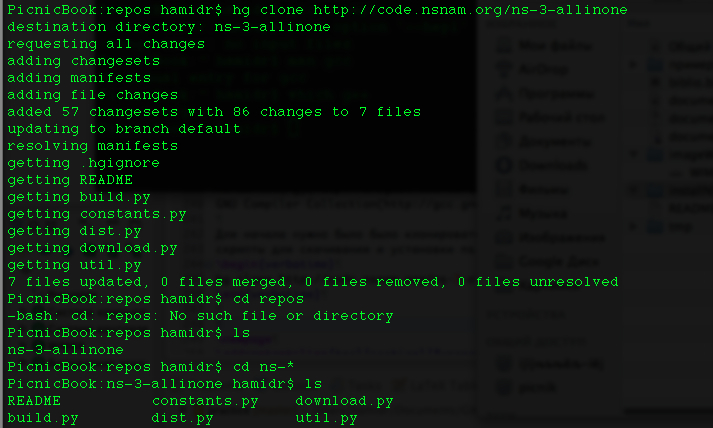 PicnicBook:repos hamidr$ hg clone http://code.nsnam.org/ns-3-allinone
destination directory: ns-3-allinone
requesting all changes
adding changesets
adding manifests
adding file changes
added 57 changesets with 86 changes to 7 files
updating to branch default
resolving manifests
getting .hgignore
getting README
getting build.py
getting constants.py
getting dist.py
getting download.py
getting util.py
7 files updated, 0 files merged, 0 files removed, 0 files unresolved
PicnicBook:repos hamidr$ cd repos
-bash: cd: repos: No such file or directory
PicnicBook:repos hamidr$ ls
ns-3-allinone
PicnicBook:repos hamidr$ cd ns-*
PicnicBook:ns-3-allinone hamidr$ ls
README constants.py download.py
build.py dist.py util.py